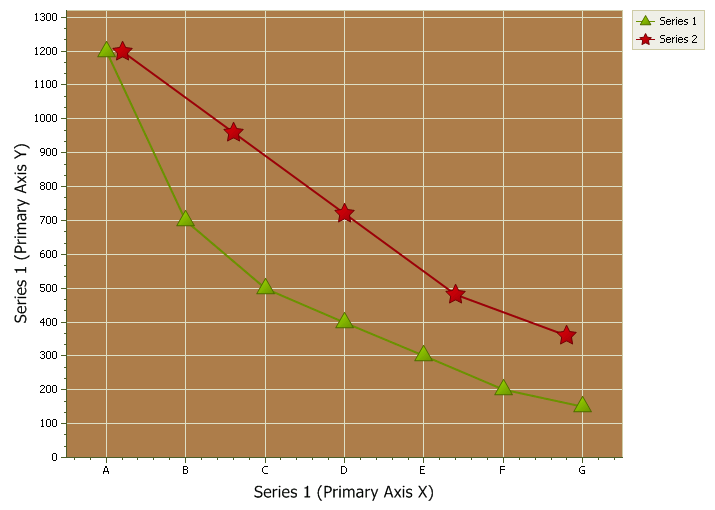 1300
1200
1100
1000
900
800
700
600
500
400
300
200
100
0
Series 1 (Primary Axis Y)
A B C D E F G
Series 1 (Primary Axis X)
Series 1
Series 2